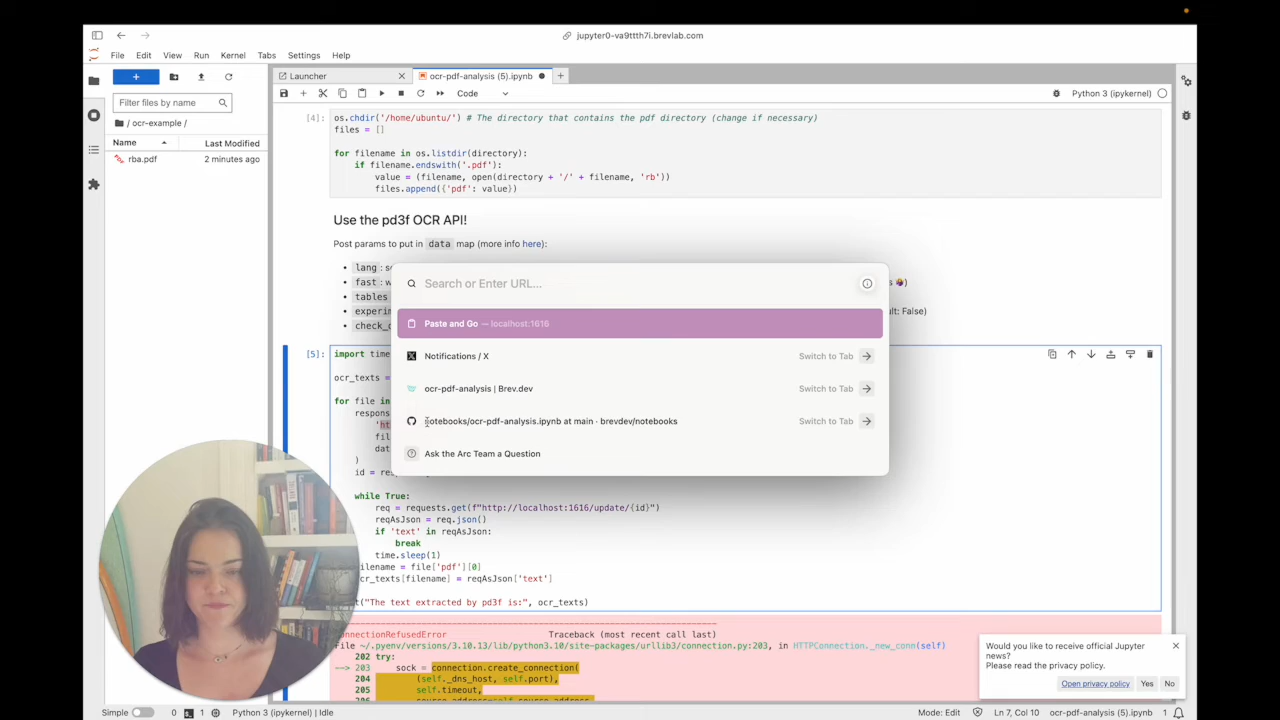 jupyter0-va9ttth7i.brevlab.com
File Edit View Run Kernel Tabs Settings Help
Launcher
ocr-pdf-analysis (5).ipynb
Filter files by name
Code
Python 3 (ipykernel)
/ ocr-example /
Name Last Modified
rba.pdf 2 minutes ago
[4]: os.chdir('/home/ubuntu/') # The directory that contains the pdf directory (change if necessary)
files = []
for filename in os.listdir(directory):
if filename.endswith('.pdf'):
value = (filename, open(directory + '/' + filename, 'rb'))
files.append({'pdf': value})
Use the pd3f OCR API!
Post params to put in data map (more info here):
lang : s
fast : w
tables
experim
ult: False)
check_
Search or Enter URL...
Paste and Go — localhost:1616
Notifications / X Switch to Tab
ocr-pdf-analysis | Brev.dev Switch to Tab
notebooks/ocr-pdf-analysis.ipynb at main · brevdev/notebooks Switch to Tab
Ask the Arc Team a Question
[5]: import time
ocr_texts =
for file in
respon
'ht
fil
dat
)
id = res
while True:
req = requests.get(f"http://localhost:1616/update/{id}")
reqAsJson = req.json()
if 'text' in reqAsJson:
break
time.sleep(1)
ilename = file['pdf'][0]
cr_texts[filename] = reqAsJson['text']
t("The text extracted by pd3f is:", ocr_texts)
onnectionRefusedError Traceback (most recent call last)
File ~/.pyenv/versions/3.10.13/lib/python3.10/site-packages/urllib3/connection.py:203, in HTTPConnection._new_conn(self)
202 try:
--> 203 sock = connection.create_connection(
204 (self._dns_host, self.port),
205 self.timeout,
206 source_address=self.source_address,
Would you like to receive official Jupyter
news?
Please read the privacy policy.
Open privacy policy Yes No
Simple 0 1 Python 3 (ipykernel) | Idle Mode: Edit Ln 7, Col 10 ocr-pdf-analysis (5).ipynb 1